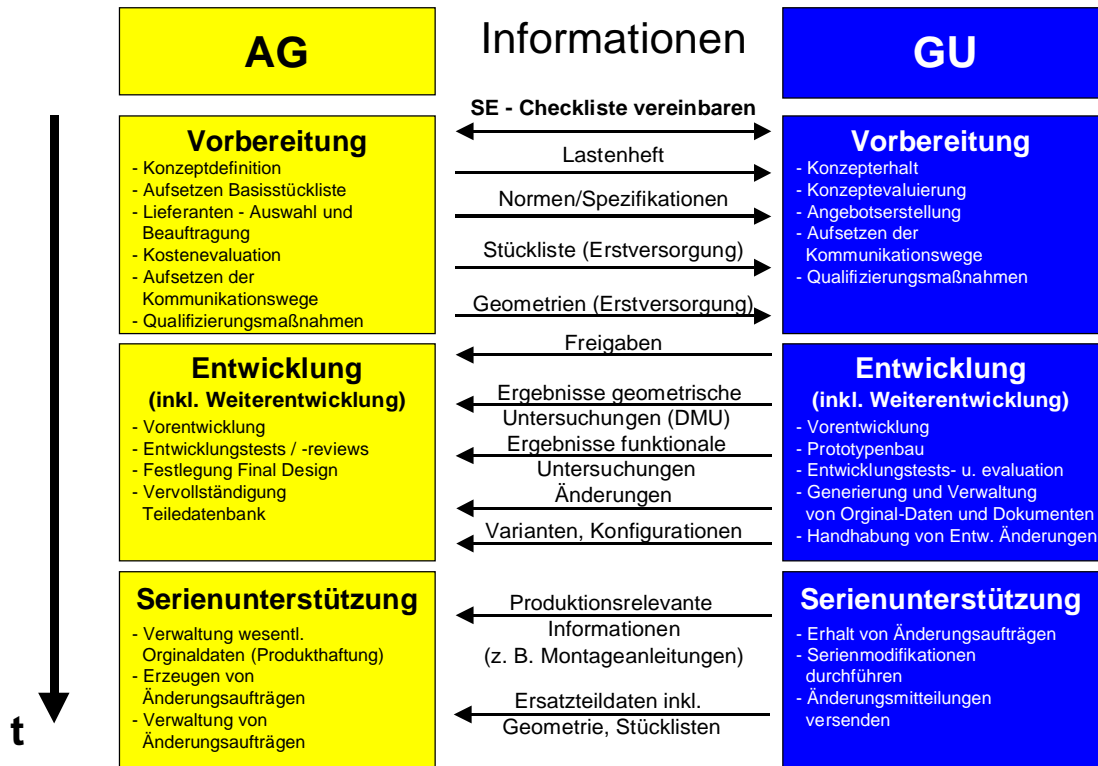 AG
Informationen
GU
SE - Checkliste vereinbaren
Vorbereitung
- Konzeptdefinition
- Aufsetzen Basisstückliste
- Lieferanten - Auswahl und
Beauftragung
- Kostenevaluation
- Aufsetzen der
Kommunikationswege
- Qualifizierungsmaßnahmen
Lastenheft
Normen/Spezifikationen
Stückliste (Erstversorgung)
Geometrien (Erstversorgung)
Vorbereitung
- Konzepterhalt
- Konzeptevaluierung
- Angebotserstellung
- Aufsetzen der
Kommunikationswege
- Qualifizierungsmaßnahmen
Entwicklung
(inkl. Weiterentwicklung)
- Vorentwicklung
- Entwicklungstests / -reviews
- Festlegung Final Design
- Vervollständigung
Teiledatenbank
Freigaben
Ergebnisse geometrische
Untersuchungen (DMU)
Ergebnisse funktionale
Untersuchungen
Änderungen
Varianten, Konfigurationen
Entwicklung
(inkl. Weiterentwicklung)
- Vorentwicklung
- Prototypenbau
- Entwicklungstests- u. evaluation
- Generierung und Verwaltung
von Orginal-Daten und Dokumenten
- Handhabung von Entw. Änderungen
Serienunterstützung
- Verwaltung wesentl.
Orginaldaten (Produkthaftung)
- Erzeugen von
Änderungsaufträgen
- Verwaltung von
Änderungsaufträgen
Produktionsrelevante
Informationen
(z. B. Montageanleitungen)
Ersatzteildaten inkl.
Geometrie, Stücklisten
Serienunterstützung
- Erhalt von Änderungsaufträgen
- Serienmodifikationen
durchführen
- Änderungsmitteilungen
versenden
t